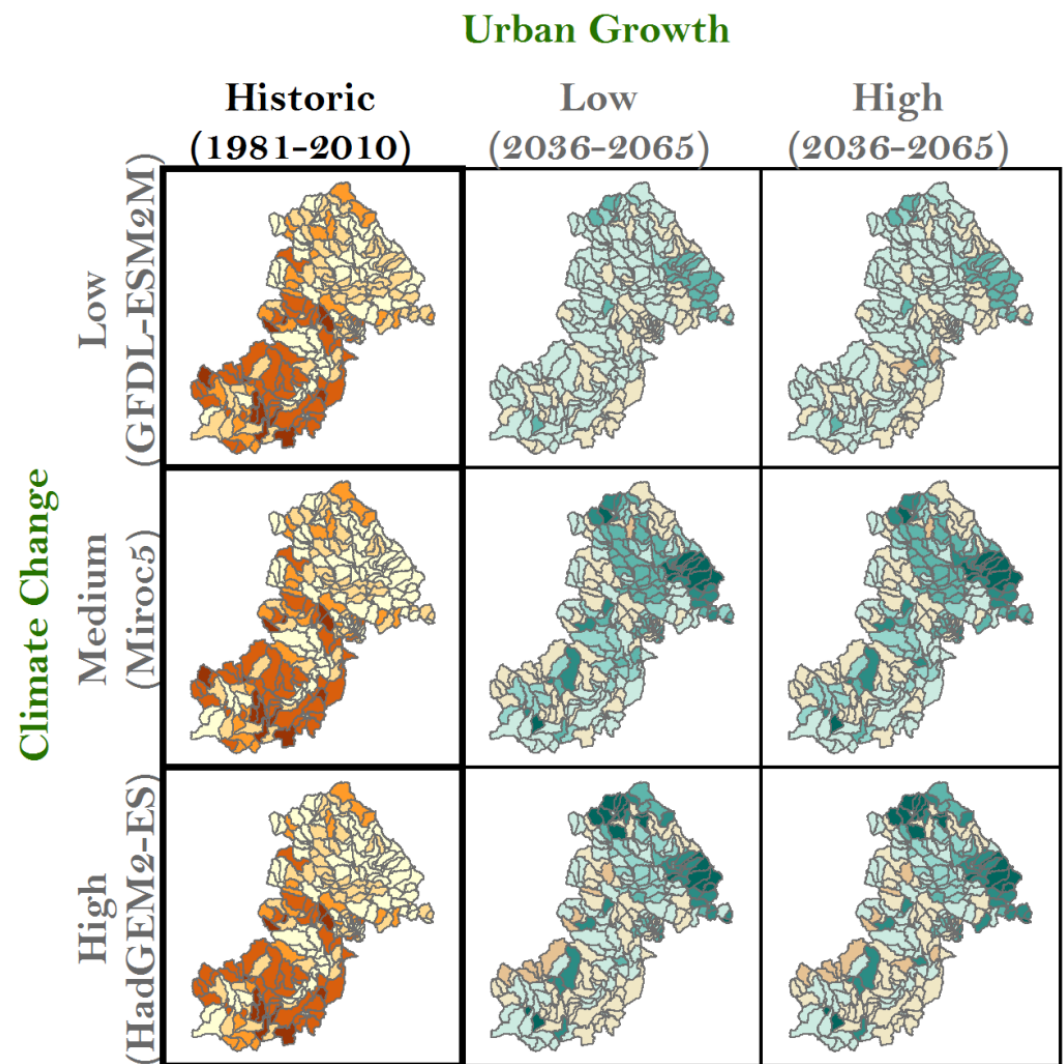 Urban Growth
Historic
(1981-2010)
Low
(2036-2065)
High
(2036-2065)
Climate Change
Low
(GFDL-ESM2M)
Medium
(Miroc5)
High
(HadGEM2-ES)